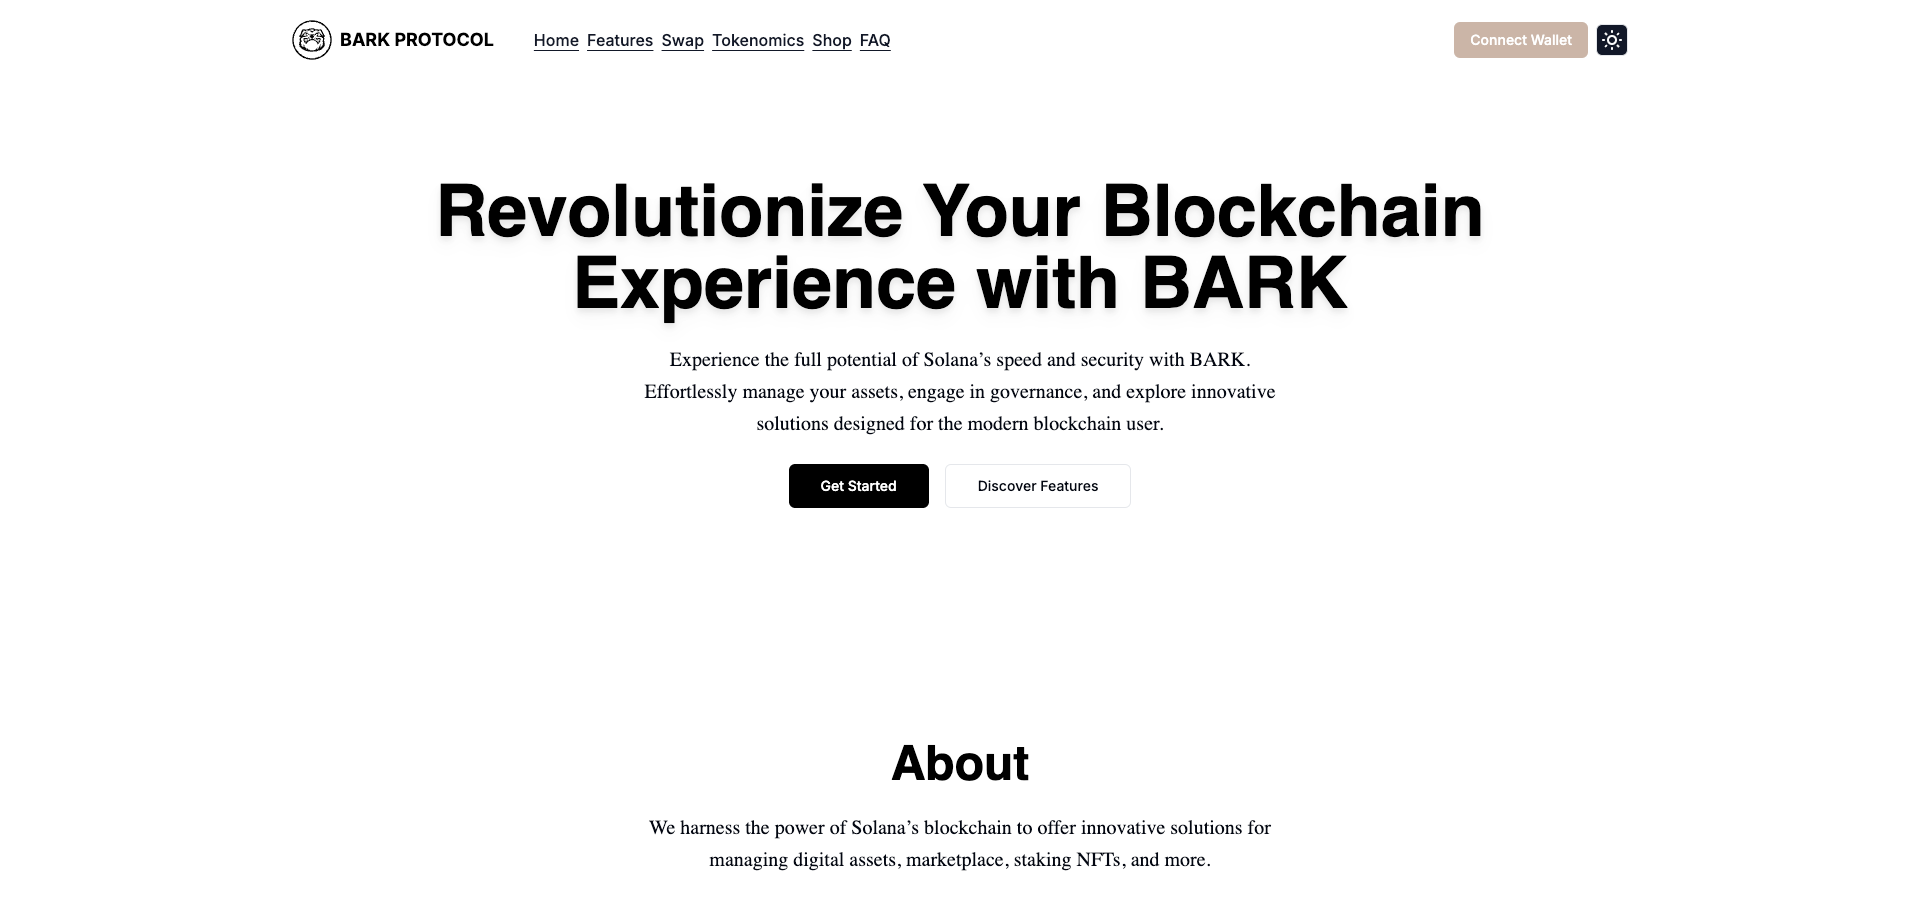 BARK PROTOCOL
Home Features Swap Tokenomics Shop FAQ
Connect Wallet
Revolutionize Your Blockchain
Experience with BARK
Experience the full potential of Solana’s speed and security with BARK.
Effortlessly manage your assets, engage in governance, and explore innovative
solutions designed for the modern blockchain user.
Get Started
Discover Features
About
We harness the power of Solana’s blockchain to offer innovative solutions for
managing digital assets, marketplace, staking NFTs, and more.